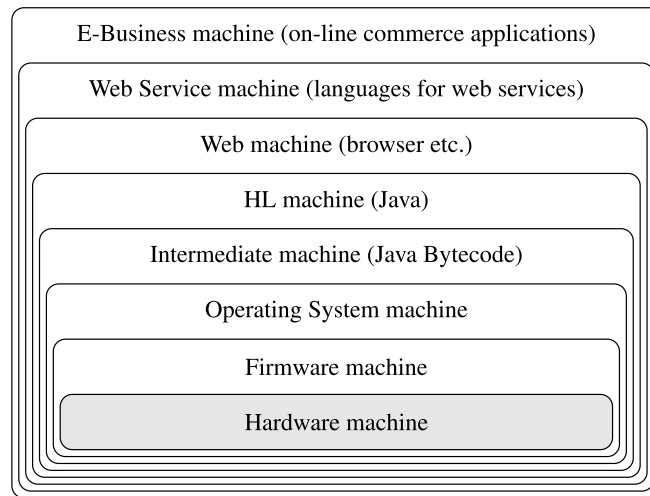 E-Business machine (on-line commerce applications)
Web Service machine (languages for web services)
Web machine (browser etc.)
HL machine (Java)
Intermediate machine (Java Bytecode)
Operating System machine
Firmware machine
Hardware machine